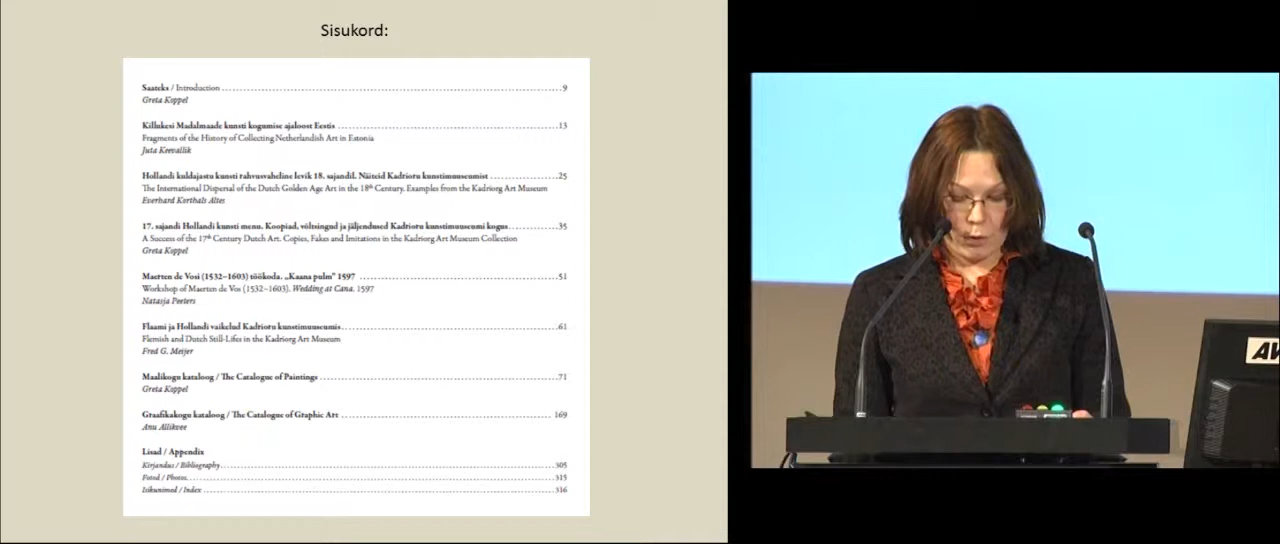 Sisukord:
Saateks / Introduction 9
Greta Koppel
Killukesi Madalmaade kunsti kogumise ajaloost Eestis 13
Fragments of the History of Collecting Netherlandish Art in Estonia
Juta Keevallik
Hollandi kuldajastu kunsti rahvusvaheline levik 18. sajandil. Näiteid Kadrioru kunstimuuseumist 25
The International Dispersal of the Dutch Golden Age Art in the 18th Century. Examples from the Kadriorg Art Museum
Everhard Korthals Altes
17. sajandi Hollandi kunsti menu. Koopiad, võltsingud ja jäljendused Kadrioru kunstimuuseumi kogus 35
A Success of the 17th Century Dutch Art. Copies, Fakes and Imitations in the Kadriorg Art Museum Collection
Greta Koppel
Maerten de Vosi (1532–1603) töökoda. „Kaana pulm” 1597 51
Workshop of Maerten de Vos (1532–1603). Wedding at Cana. 1597
Natasja Peeters
Flaami ja Hollandi vaikelud Kadrioru kunstimuuseumis 61
Flemish and Dutch Still-Lifes in the Kadriorg Art Museum
Fred G. Meijer
Maalikogu kataloog / The Catalogue of Paintings 71
Greta Koppel
Graafikakogu kataloog / The Catalogue of Graphic Art 169
Anu Allikvee
Lisad / Appendix
Kirjandus / Bibliography 305
Fotod / Photos 315
Isikunimed / Index 316